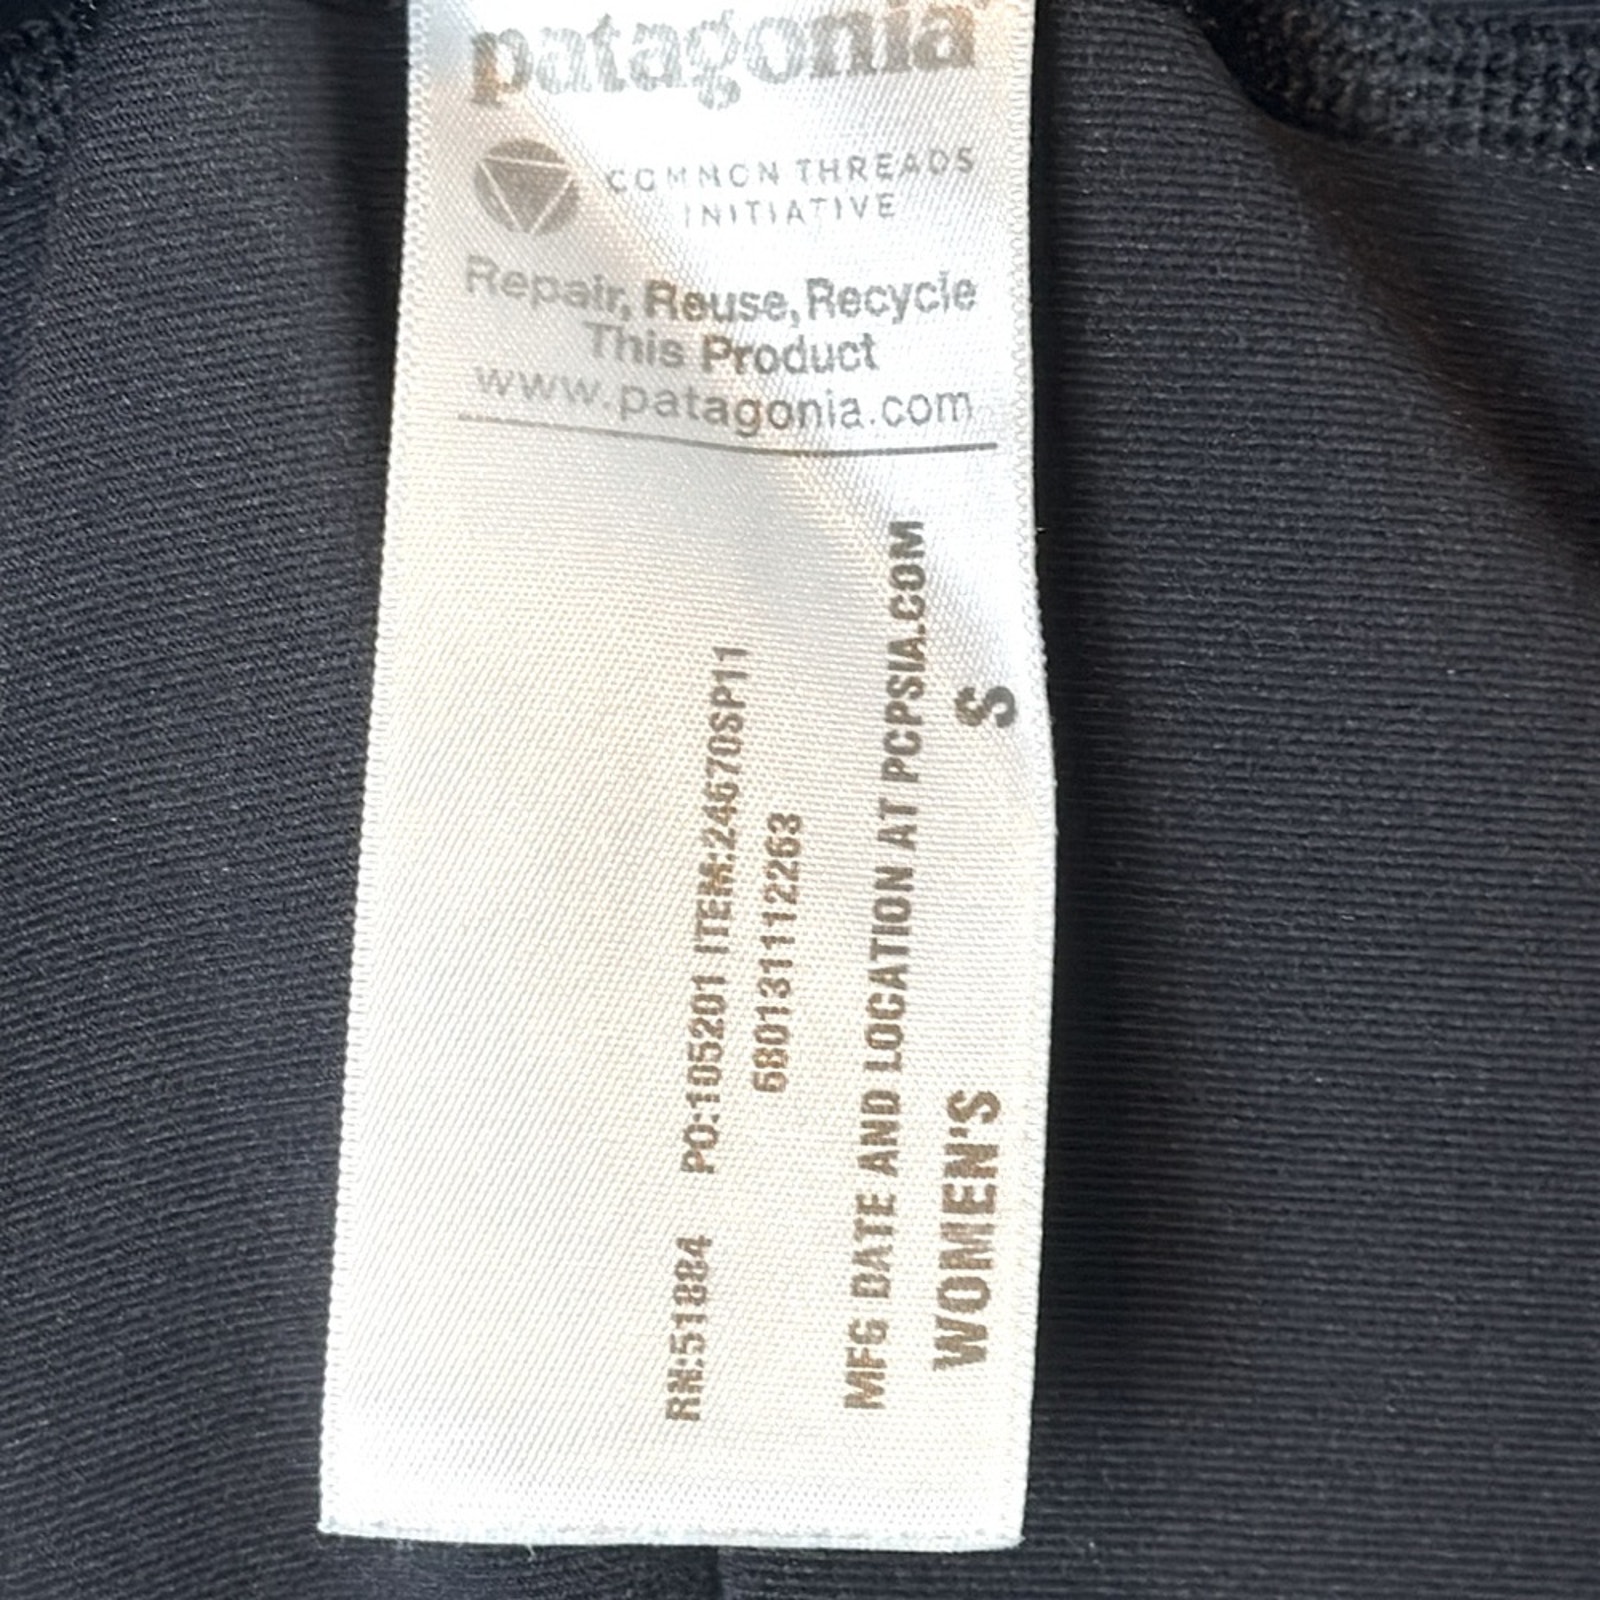 patagonia
COMMON THREADS
INITIATIVE
Repair, Reuse, Recycle
This Product
www.patagonia.com
RN:51884 PO:105201 ITEM:24670SP11
6801311112263
MFG DATE AND LOCATION AT PCPSIA.COM
WOMEN'S S